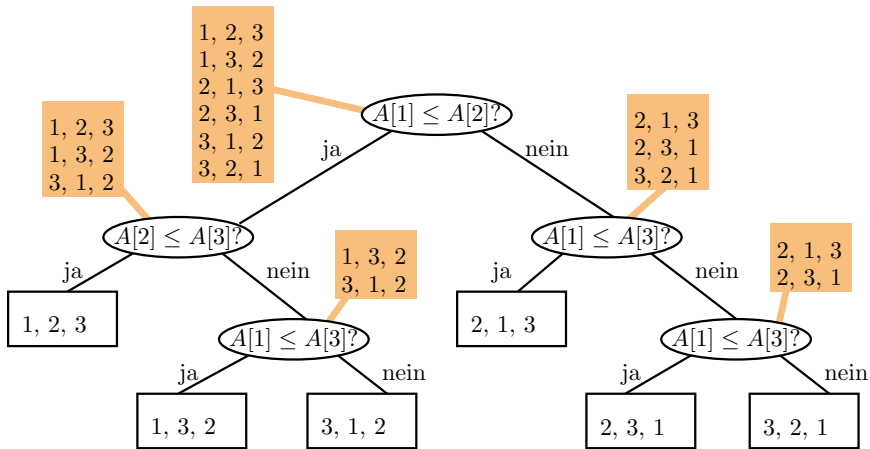 1, 2, 3
1, 3, 2
2, 1, 3
2, 3, 1
3, 1, 2
3, 2, 1
A[1] ≤ A[2]?
ja
nein
1, 2, 3
1, 3, 2
3, 1, 2
2, 1, 3
2, 3, 1
3, 2, 1
A[2] ≤ A[3]?
A[1] ≤ A[3]?
ja
nein
1, 3, 2
3, 1, 2
ja
nein
2, 1, 3
2, 3, 1
1, 2, 3
A[1] ≤ A[3]?
2, 1, 3
A[1] ≤ A[3]?
ja
nein
ja
nein
1, 3, 2
3, 1, 2
2, 3, 1
3, 2, 1